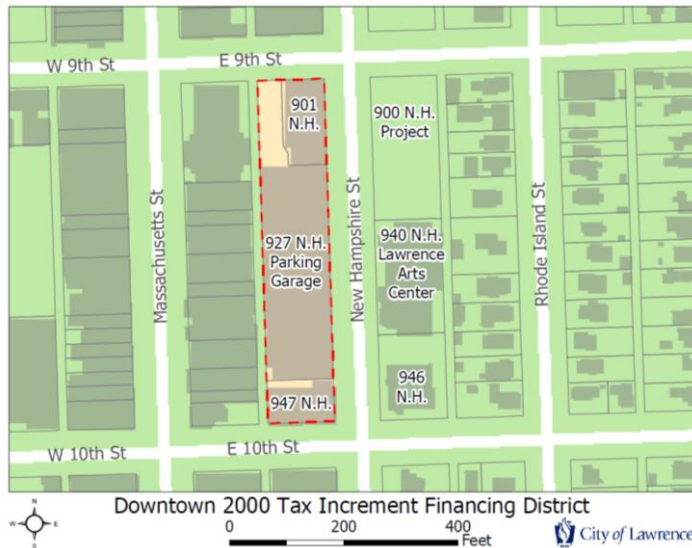 W 9th St
E 9th St
901
N.H.
900 N.H.
Project
Massachusetts St
New Hampshire St
Rhode Island St
927 N.H.
Parking
Garage
940 N.H.
Lawrence
Arts
Center
946
N.H.
947 N.H.
W 10th St
E 10th St
N
W
E
S
Downtown 2000 Tax Increment Financing District
0 200 400
Feet
City of Lawrence